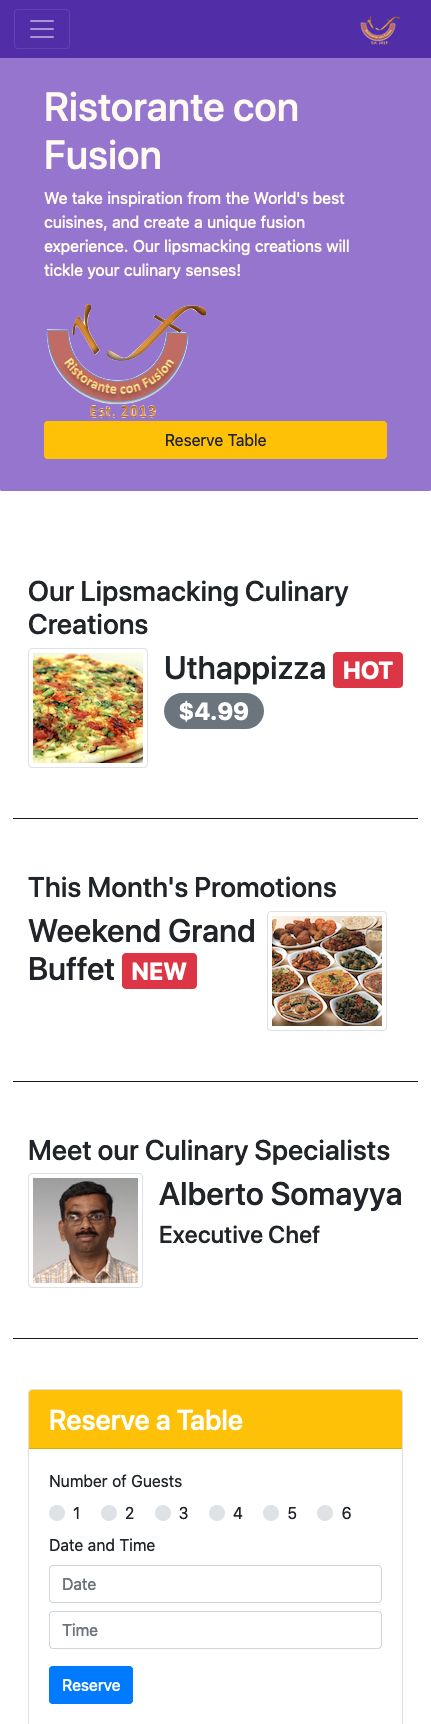 Est. 2013
Ristorante con
Fusion
We take inspiration from the World's best
cuisines, and create a unique fusion
experience. Our lipsmacking creations will
tickle your culinary senses!
Ristorante con Fusion
Est. 2013
Reserve Table
Our Lipsmacking Culinary
Creations
Uthappizza HOT
$4.99
This Month's Promotions
Weekend Grand
Buffet NEW
Meet our Culinary Specialists
Alberto Somayya
Executive Chef
Reserve a Table
Number of Guests
1 2 3 4 5 6
Date and Time
Date
Time
Reserve